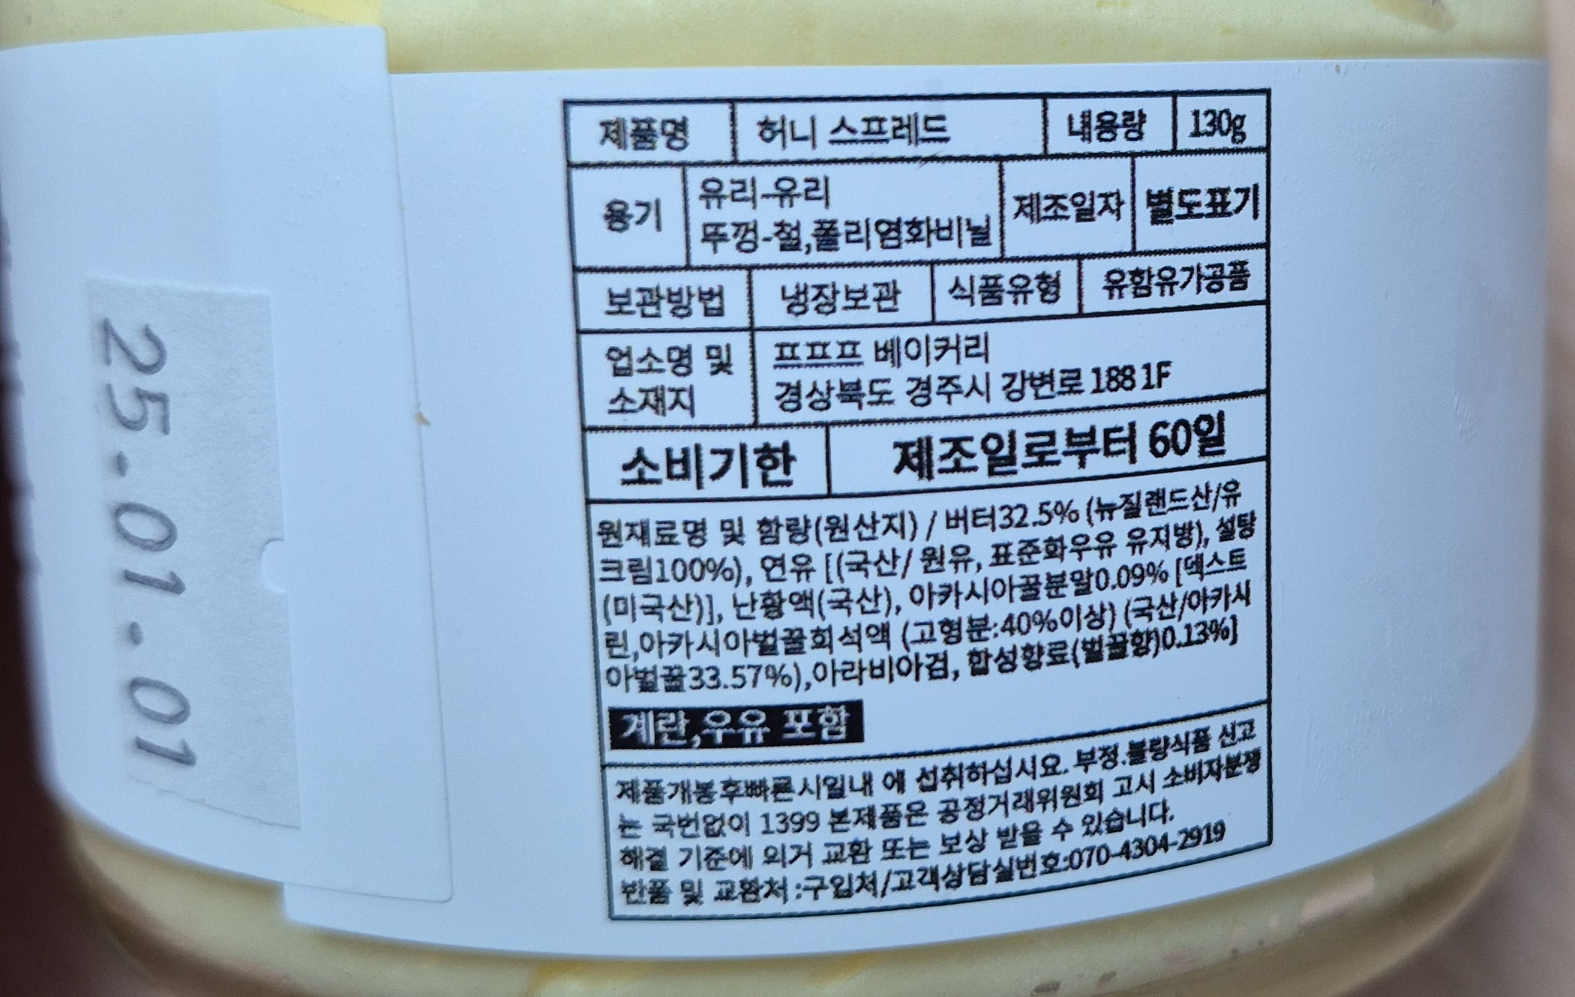 25.01.01
제품명 허니 스프레드 내용량 130g
용기 유리-유리
뚜껑-철,폴리염화비닐 제조일자 별도표기
보관방법 냉장보관 식품유형 유함유가공품
업소명 및
소재지
프프프 베이커리
경상북도 경주시 강변로 188 1F
소비기한 제조일로부터 60일
원재료명 및 함량(원산지) / 버터32.5% (뉴질랜드산/유
크림100%), 연유 [(국산/ 원유, 표준화우유 유지방), 설탕
(미국산)], 난황액(국산), 아카시아꿀분말0.09% [덱스트
린,아카시아벌꿀희석액 (고형분:40%이상) (국산/아카시
아벌꿀33.57%),아라비아검, 합성향료(벌꿀향)0.13%]
계란,우유 포함
제품개봉후빠른시일내 에 섭취하십시요. 부정.불량식품 신고
는 국번없이 1399 본제품은 공정거래위원회 고시 소비자분쟁
해결 기준에 의거 교환 또는 보상 받을 수 있습니다.
반품 및 교환처 :구입처/고객상담실번호:070-4304-2919